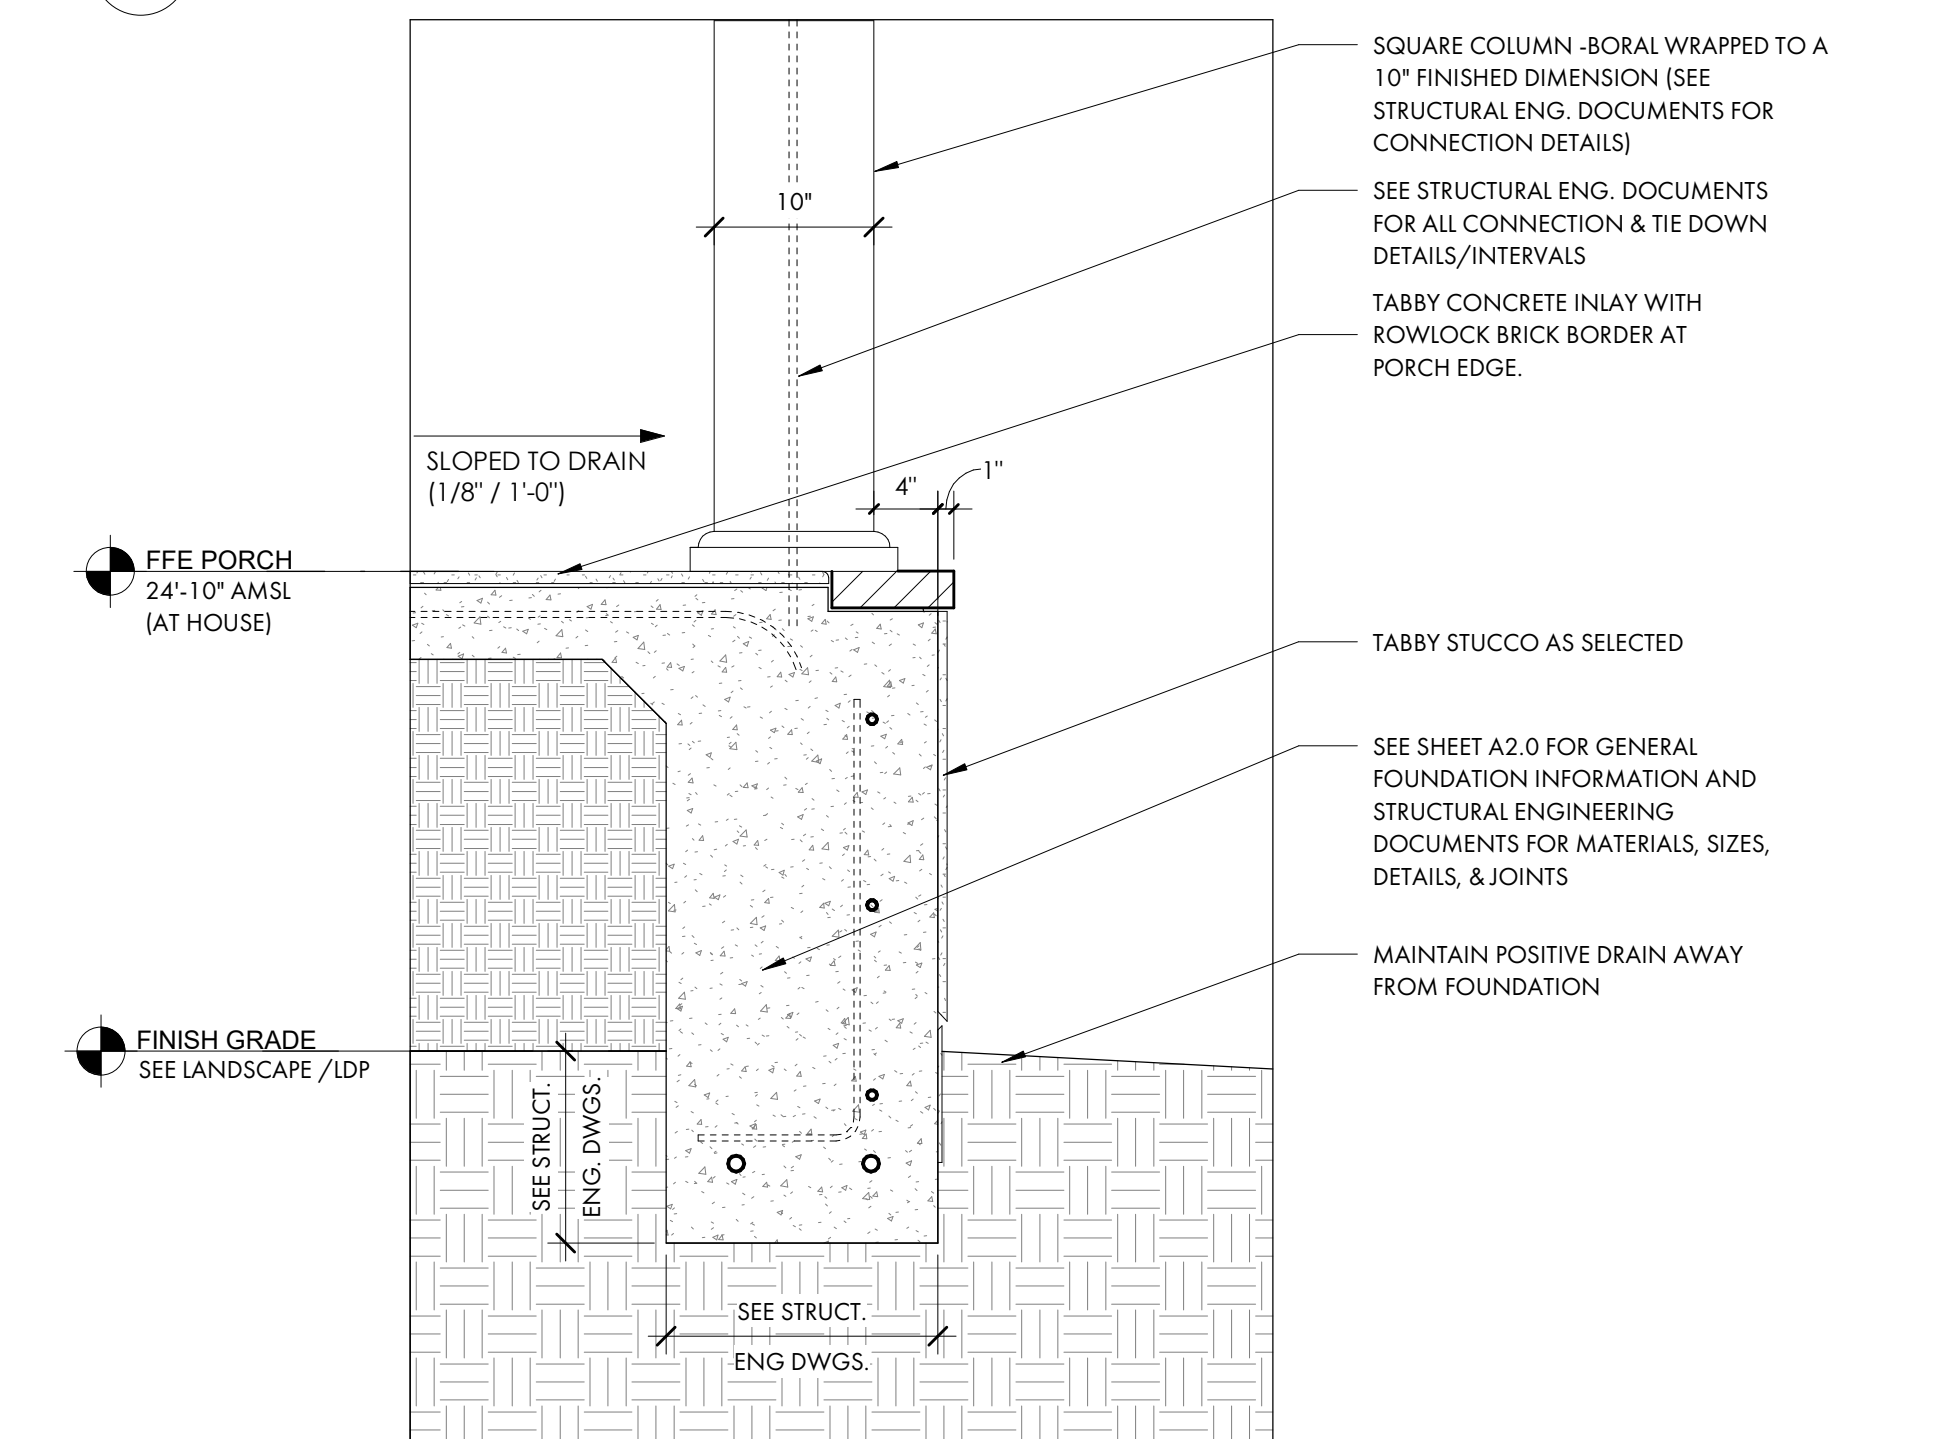 SQUARE COLUMN -BORAL WRAPPED TO A
10" FINISHED DIMENSION (SEE
STRUCTURAL ENG. DOCUMENTS FOR
CONNECTION DETAILS)
10"
SEE STRUCTURAL ENG. DOCUMENTS
FOR ALL CONNECTION & TIE DOWN
DETAILS/INTERVALS
TABBY CONCRETE INLAY WITH
ROWLOCK BRICK BORDER AT
PORCH EDGE.
SLOPED TO DRAIN
(1/8" / 1'-0")
4"
1"
FFE PORCH
24'-10" AMSL
(AT HOUSE)
TABBY STUCCO AS SELECTED
SEE SHEET A2.0 FOR GENERAL
FOUNDATION INFORMATION AND
STRUCTURAL ENGINEERING
DOCUMENTS FOR MATERIALS, SIZES,
DETAILS, & JOINTS
MAINTAIN POSITIVE DRAIN AWAY
FROM FOUNDATION
FINISH GRADE
SEE LANDSCAPE /LDP
SEE STRUCT.
ENG. DWGS.
SEE STRUCT.
ENG DWGS.